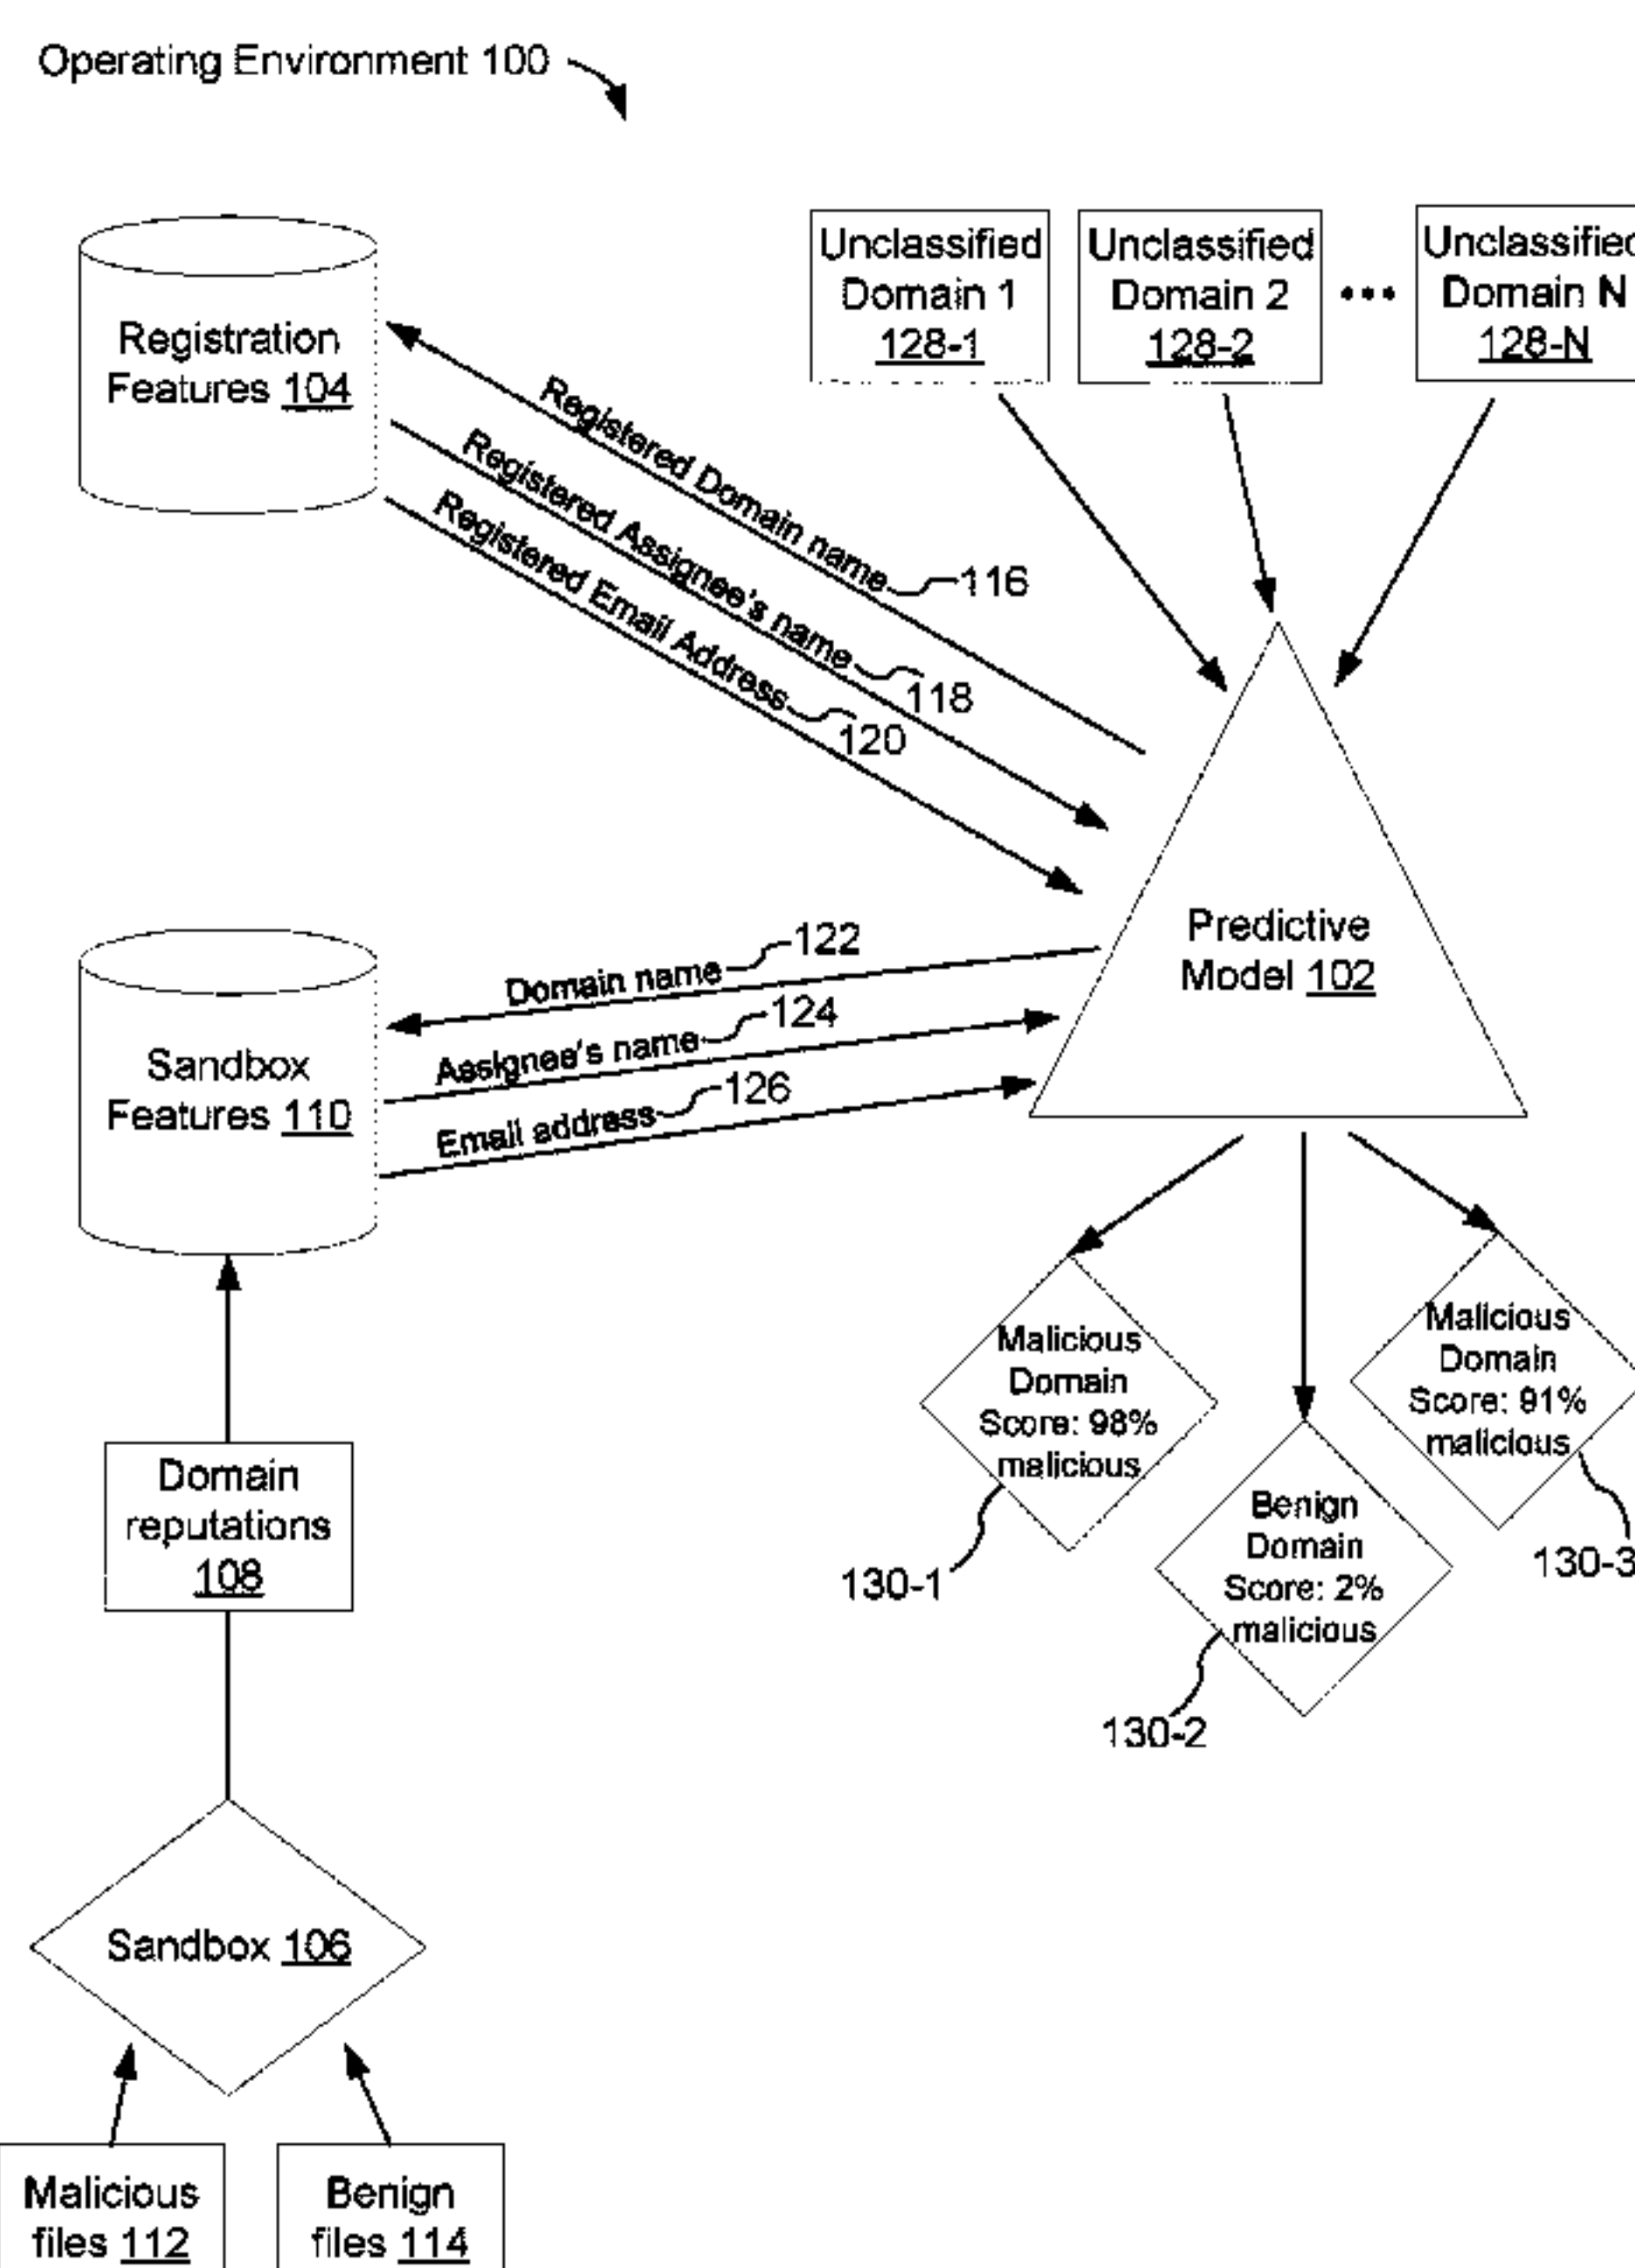 Operating Environment 100
Unclassified
Domain 1
128-1
Unclassified
Domain 2
128-2
•••
Unclassified
Domain N
128-N
Registration
Features 104
Registered Domain name
116
Registered Assignee's name
118
Registered Email Address
120
Predictive
Model 102
Sandbox
Features 110
Domain name
122
Assignee's name
124
Email address
126
Malicious
Domain
Score: 98%
malicious
130-1
Benign
Domain
Score: 2%
malicious
130-2
Malicious
Domain
Score: 91%
malicious
130-3
Domain
reputations
108
Sandbox 106
Malicious
files 112
Benign
files 114